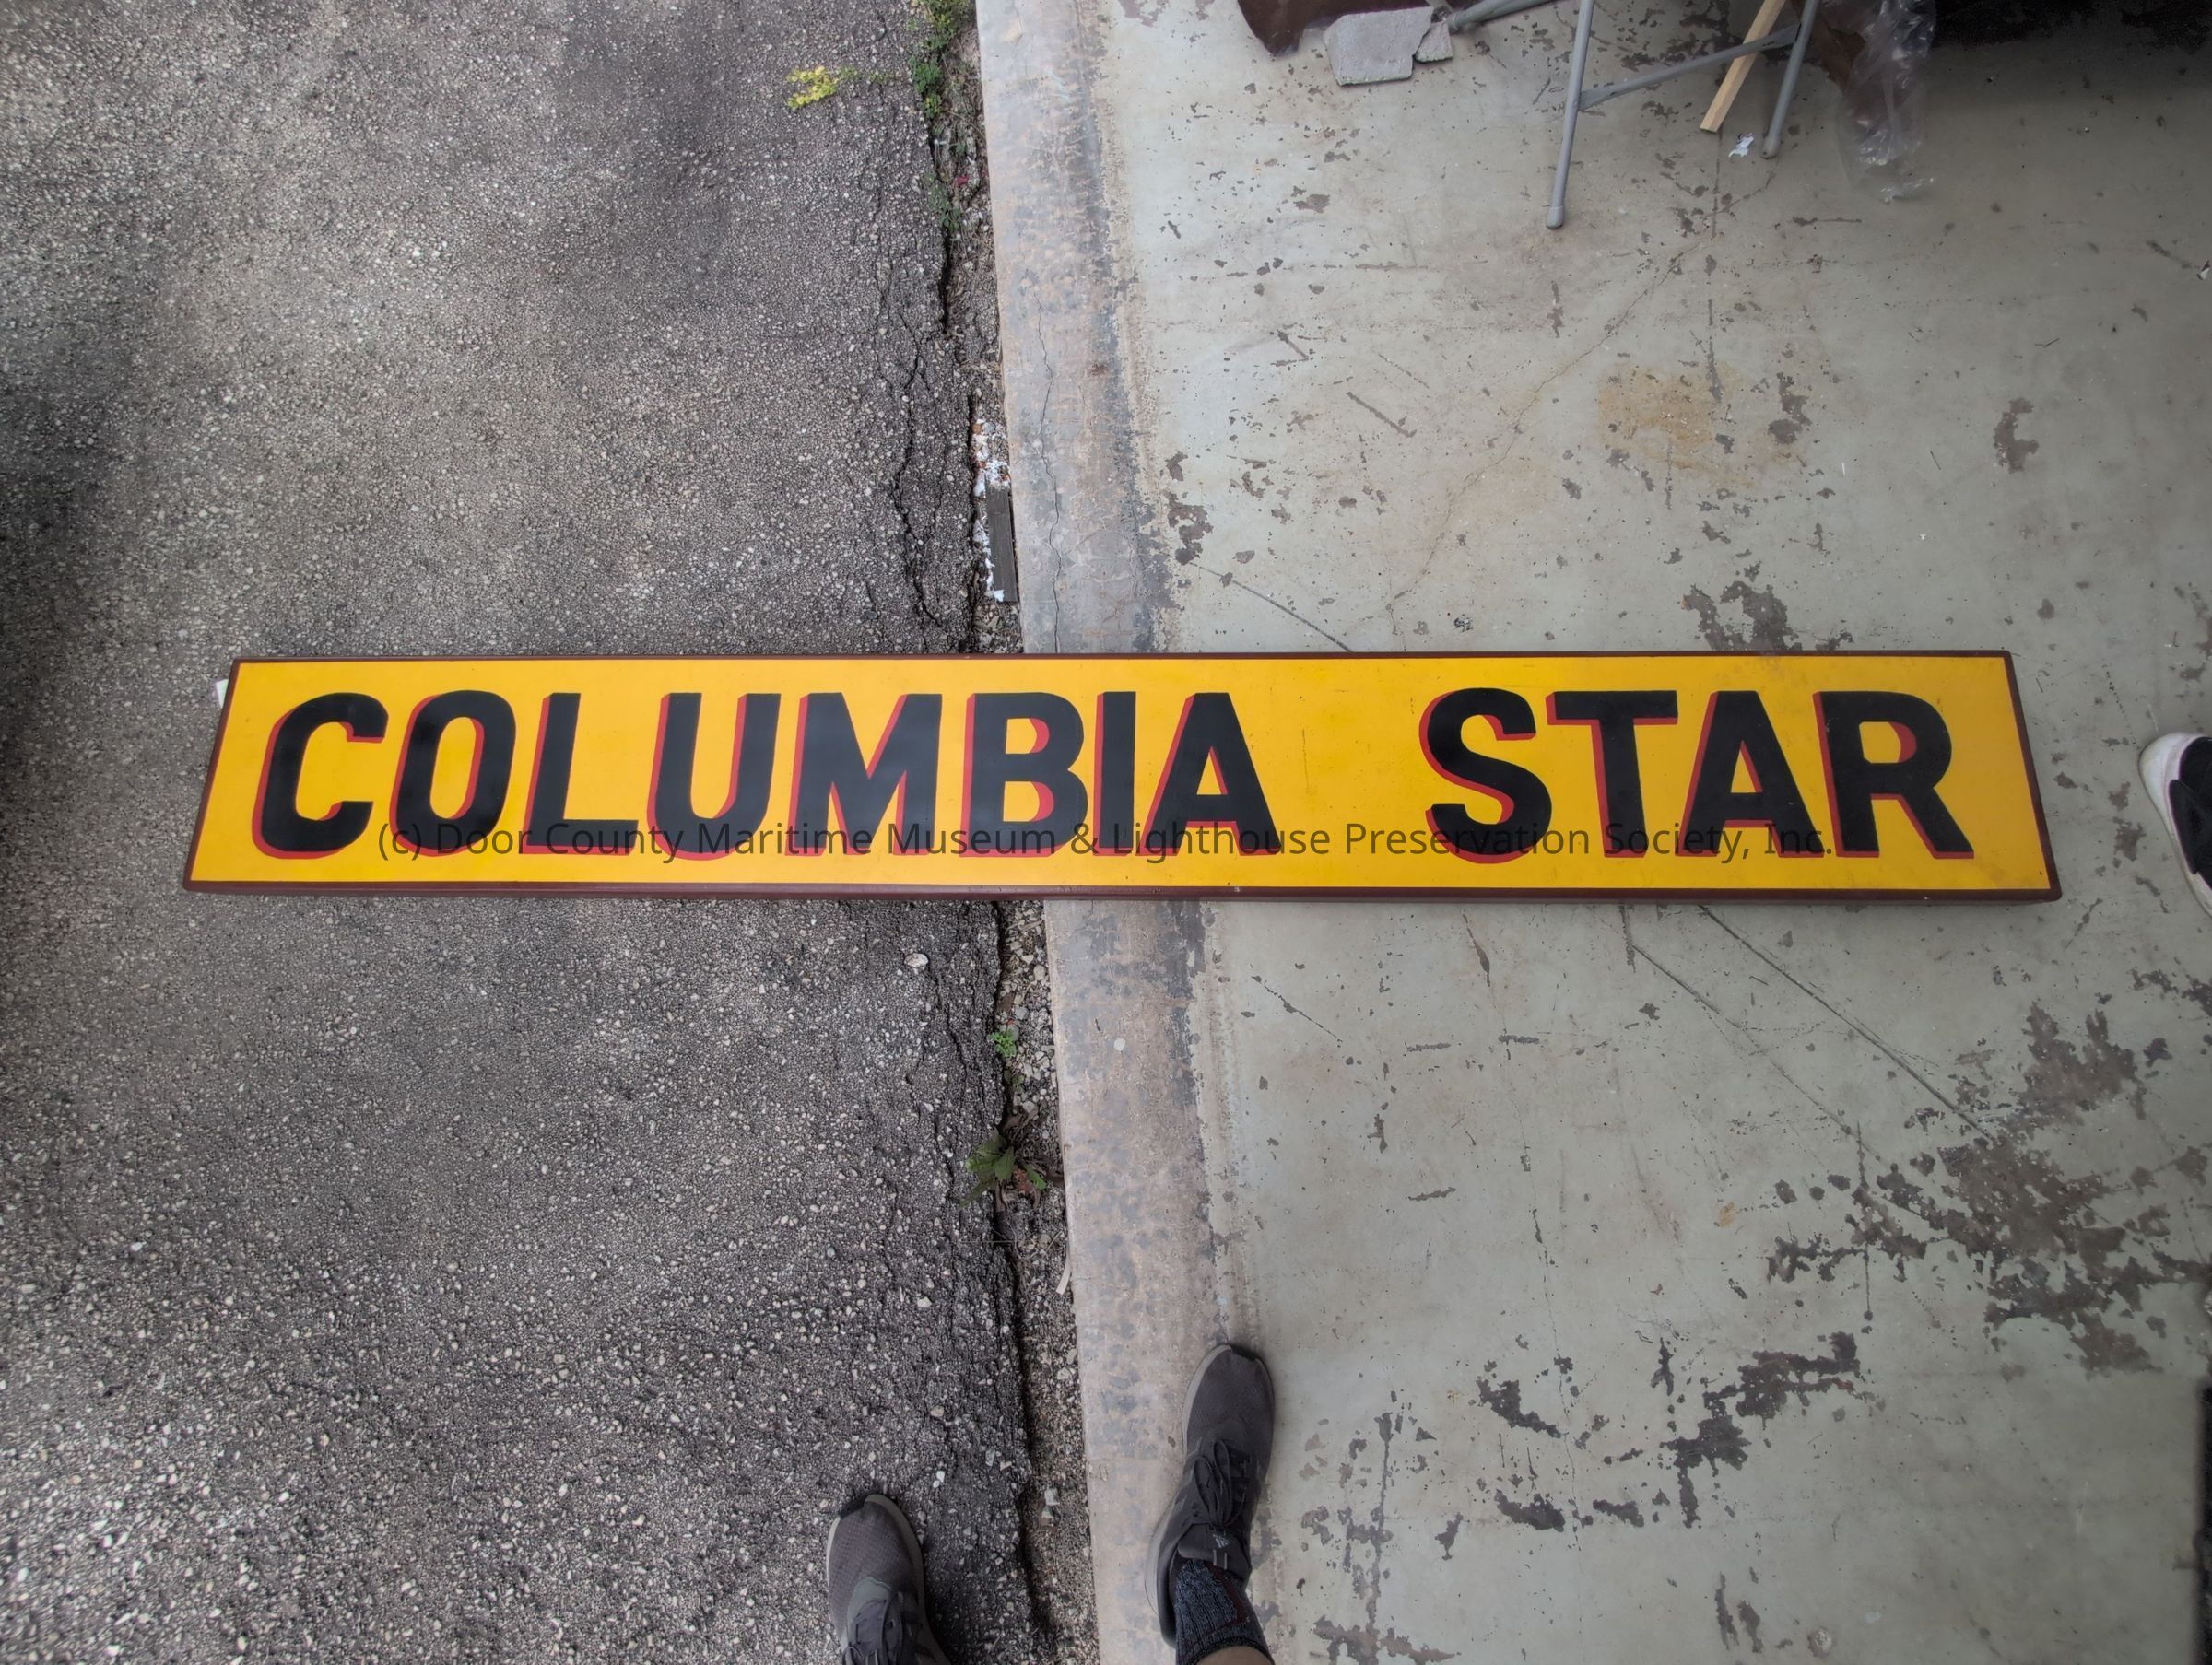 COLUMBIA STAR
(c) Door County Maritime Museum & Lighthouse Preservation Society, Inc.